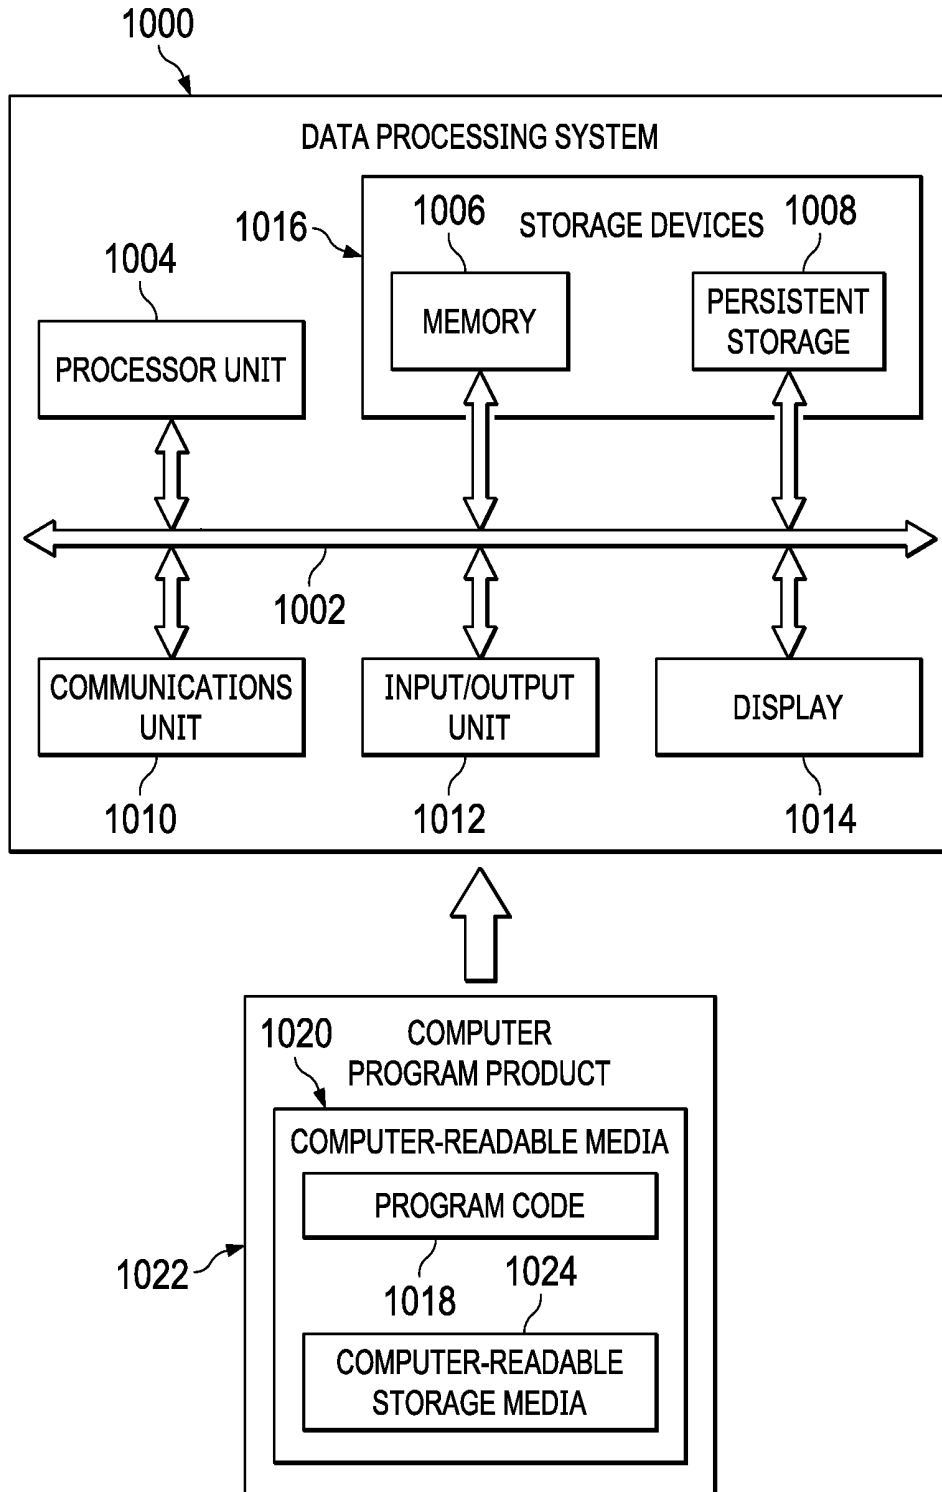 1000
DATA PROCESSING SYSTEM
1016
1006
STORAGE DEVICES
1008
1004
MEMORY
PERSISTENT
STORAGE
PROCESSOR UNIT
1002
COMMUNICATIONS
UNIT
INPUT/OUTPUT
UNIT
DISPLAY
1010
1012
1014
1020
COMPUTER
PROGRAM PRODUCT
COMPUTER-READABLE MEDIA
PROGRAM CODE
1022
1018
1024
COMPUTER-READABLE
STORAGE MEDIA